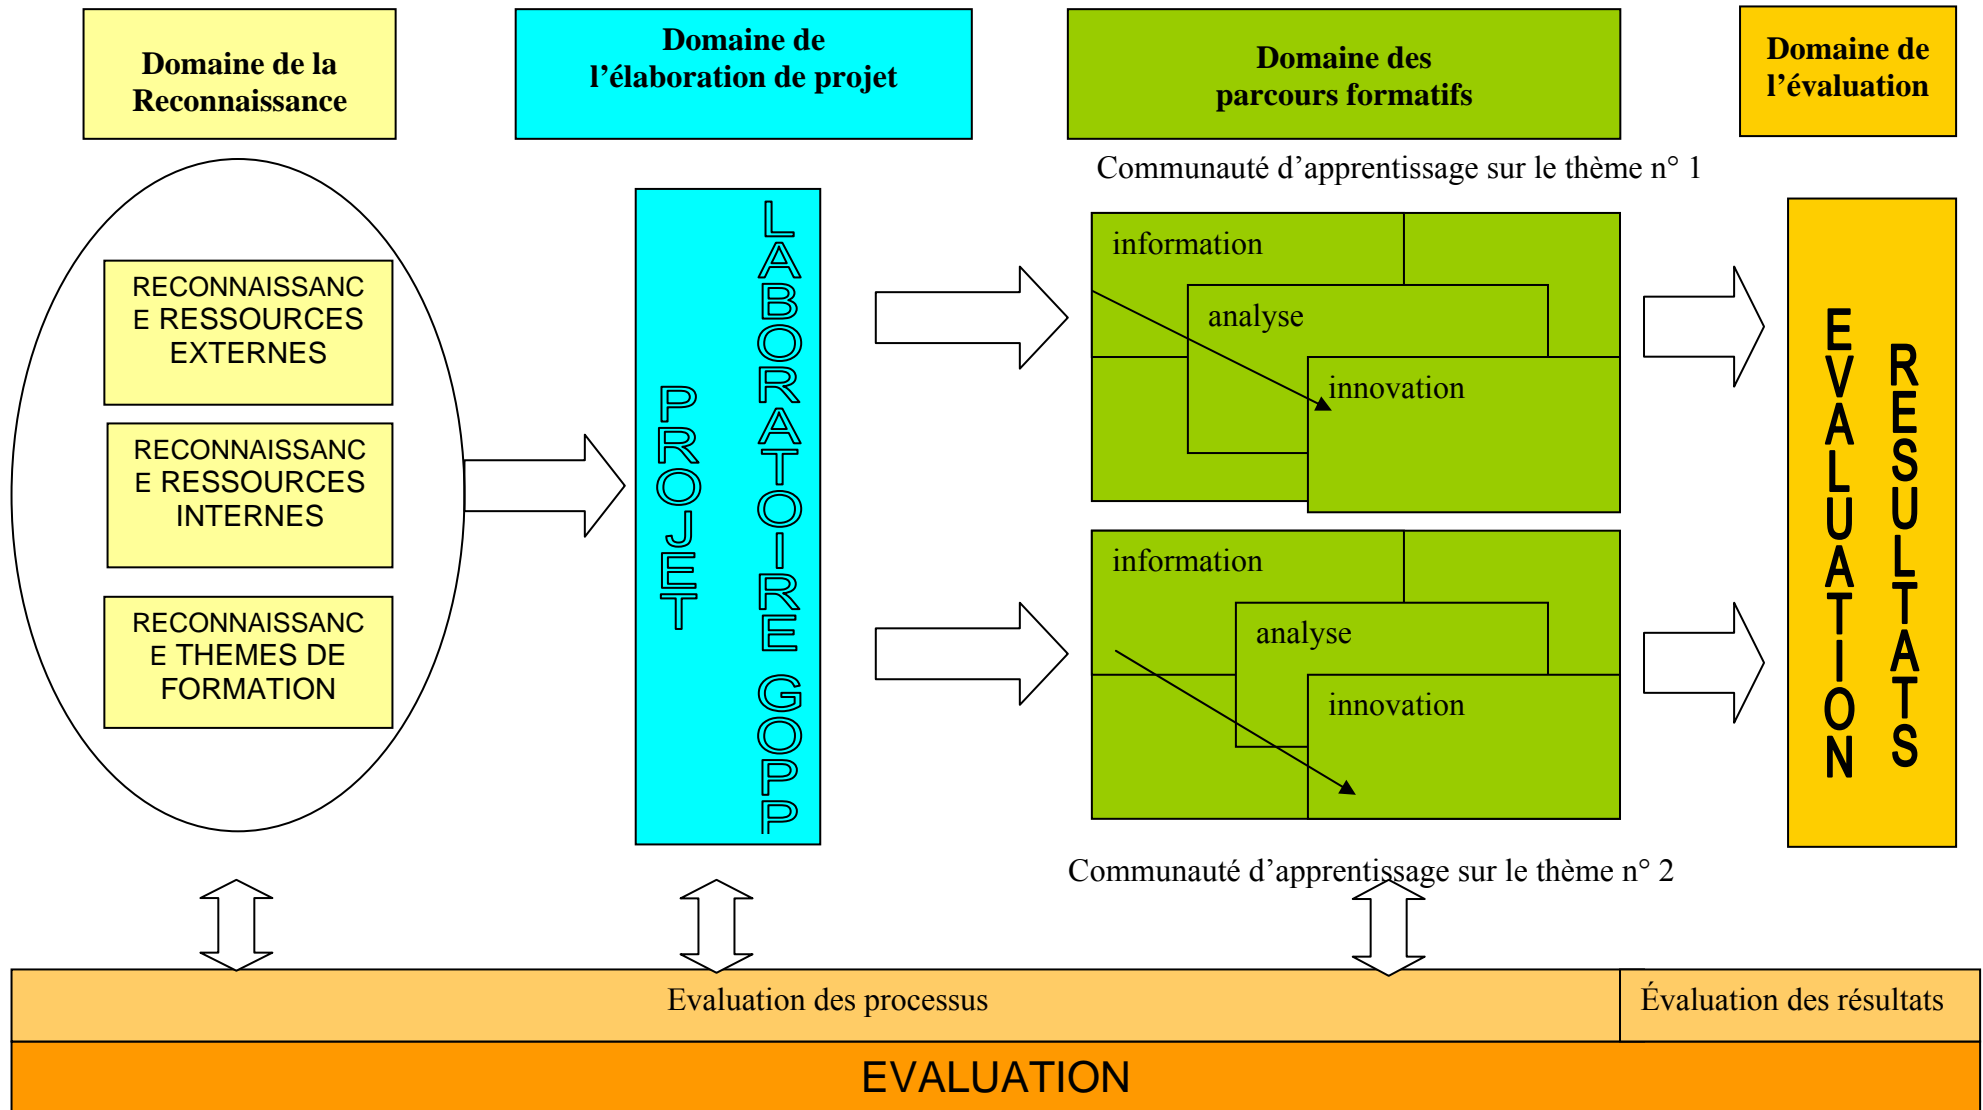 Domaine de la
Reconnaissance
Domaine de
l’élaboration de projet
Domaine des
parcours formatifs
Domaine de
l’évaluation
Communauté d’apprentissage sur le thème n° 1
RECONNAISSANC
E RESSOURCES
EXTERNES
RECONNAISSANC
E RESSOURCES
INTERNES
RECONNAISSANC
E THEMES DE
FORMATION
PROJET
LABORATOIRE GOPP
information
analyse
innovation
information
analyse
innovation
EVALUATION
RESULTATS
Communauté d’apprentissage sur le thème n° 2
Evaluation des processus
Évaluation des résultats
EVALUATION